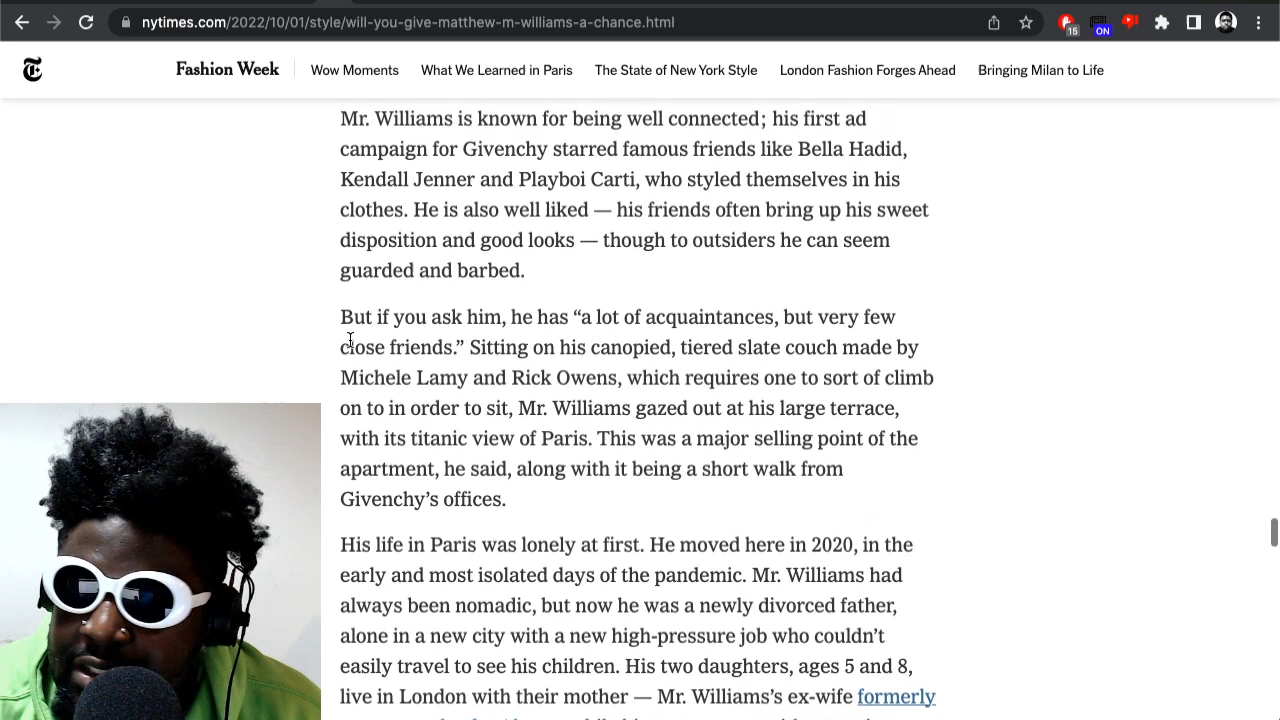 nytimes.com/2022/10/01/style/will-you-give-matthew-m-williams-a-chance.html
15
ON
T
Fashion Week
Wow Moments
What We Learned in Paris
The State of New York Style
London Fashion Forges Ahead
Bringing Milan to Life
Mr. Williams is known for being well connected; his first ad
campaign for Givenchy starred famous friends like Bella Hadid,
Kendall Jenner and Playboi Carti, who styled themselves in his
clothes. He is also well liked — his friends often bring up his sweet
disposition and good looks — though to outsiders he can seem
guarded and barbed.
But if you ask him, he has “a lot of acquaintances, but very few
close friends.” Sitting on his canopied, tiered slate couch made by
Michele Lamy and Rick Owens, which requires one to sort of climb
on to in order to sit, Mr. Williams gazed out at his large terrace,
with its titanic view of Paris. This was a major selling point of the
apartment, he said, along with it being a short walk from
Givenchy’s offices.
His life in Paris was lonely at first. He moved here in 2020, in the
early and most isolated days of the pandemic. Mr. Williams had
always been nomadic, but now he was a newly divorced father,
alone in a new city with a new high-pressure job who couldn’t
easily travel to see his children. His two daughters, ages 5 and 8,
live in London with their mother — Mr. Williams’s ex-wife formerly